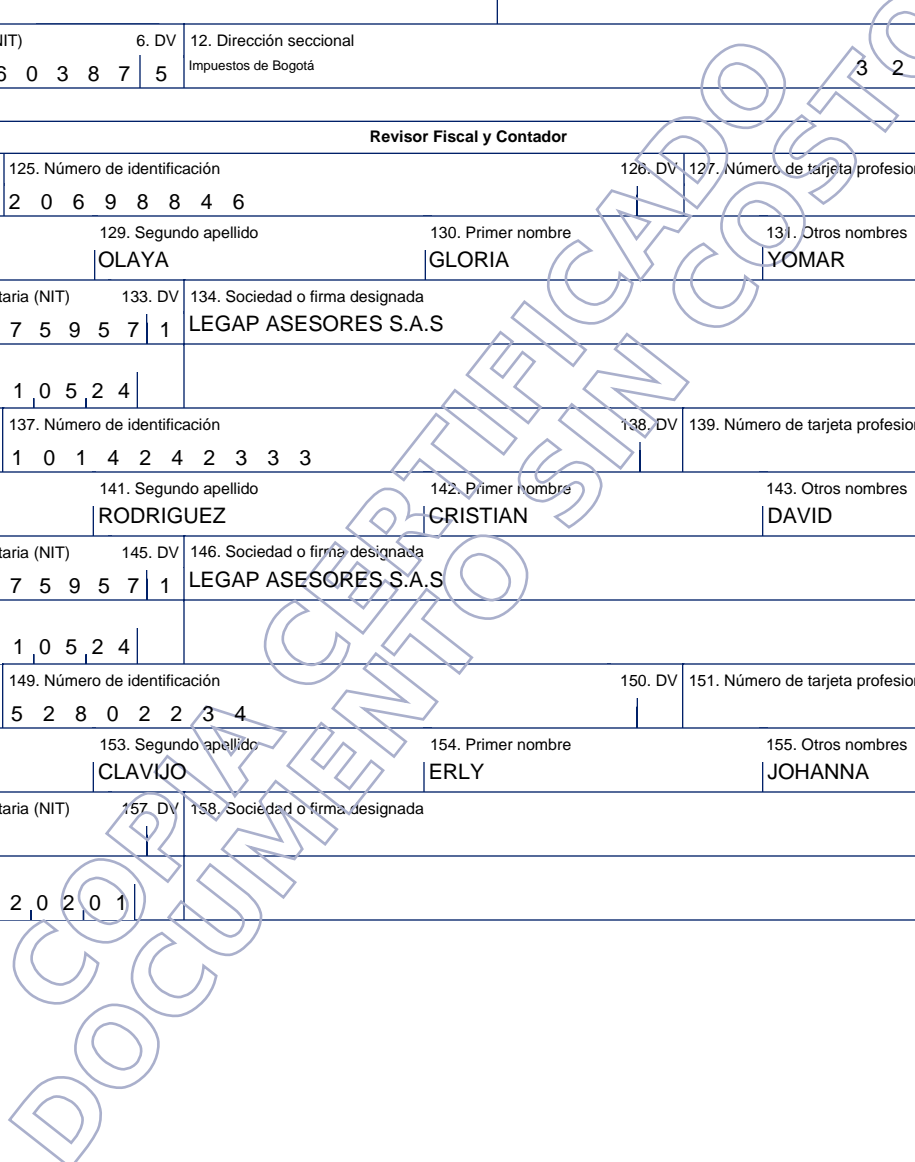 IIT) 6. DV 12. Dirección seccional
6 0 3 8 7 5 Impuestos de Bogotá 3 2
Revisor Fiscal y Contador
125. Número de identificación 126. DV 127. Número de tarjeta profesion
2 0 6 9 8 8 4 6
129. Segundo apellido 130. Primer nombre 131. Otros nombres
OLAYA GLORIA YOMAR
taria (NIT) 133. DV 134. Sociedad o firma designada
7 5 9 5 7 1 LEGAP ASESORES S.A.S
1 0 5 2 4
137. Número de identificación 138. DV 139. Número de tarjeta profesion
1 0 1 4 2 4 2 3 3 3
141. Segundo apellido 142. Primer nombre 143. Otros nombres
RODRIGUEZ CRISTIAN DAVID
taria (NIT) 145. DV 146. Sociedad o firma designada
7 5 9 5 7 1 LEGAP ASESORES S.A.S
1 0 5 2 4
149. Número de identificación 150. DV 151. Número de tarjeta profesion
5 2 8 0 2 2 3 4
153. Segundo apellido 154. Primer nombre 155. Otros nombres
CLAVIJO ERLY JOHANNA
taria (NIT) 157. DV 158. Sociedad o firma designada
2 0 2 0 1
COPIA CERTIFICADO
DOCUMENTO SIN COSTO